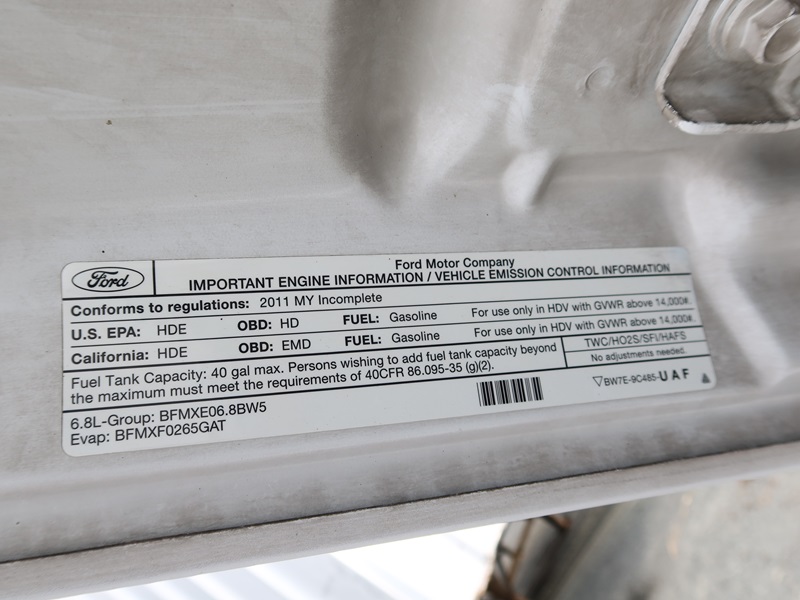 Ford
Ford Motor Company
IMPORTANT ENGINE INFORMATION / VEHICLE EMISSION CONTROL INFORMATION
Conforms to regulations: 2011 MY Incomplete
U.S. EPA: HDE OBD: HD FUEL: Gasoline For use only in HDV with GVWR above 14,000#.
California: HDE OBD: EMD FUEL: Gasoline For use only in HDV with GVWR above 14,000#.
Fuel Tank Capacity: 40 gal max. Persons wishing to add fuel tank capacity beyond
the maximum must meet the requirements of 40CFR 86.095-35 (g)(2).
TWC/HO2S/SFI/HAFS
No adjustments needed.
6.8L-Group: BFMXE06.8BW5
Evap: BFMXF0265GAT
▽BW7E-9C485-UAF